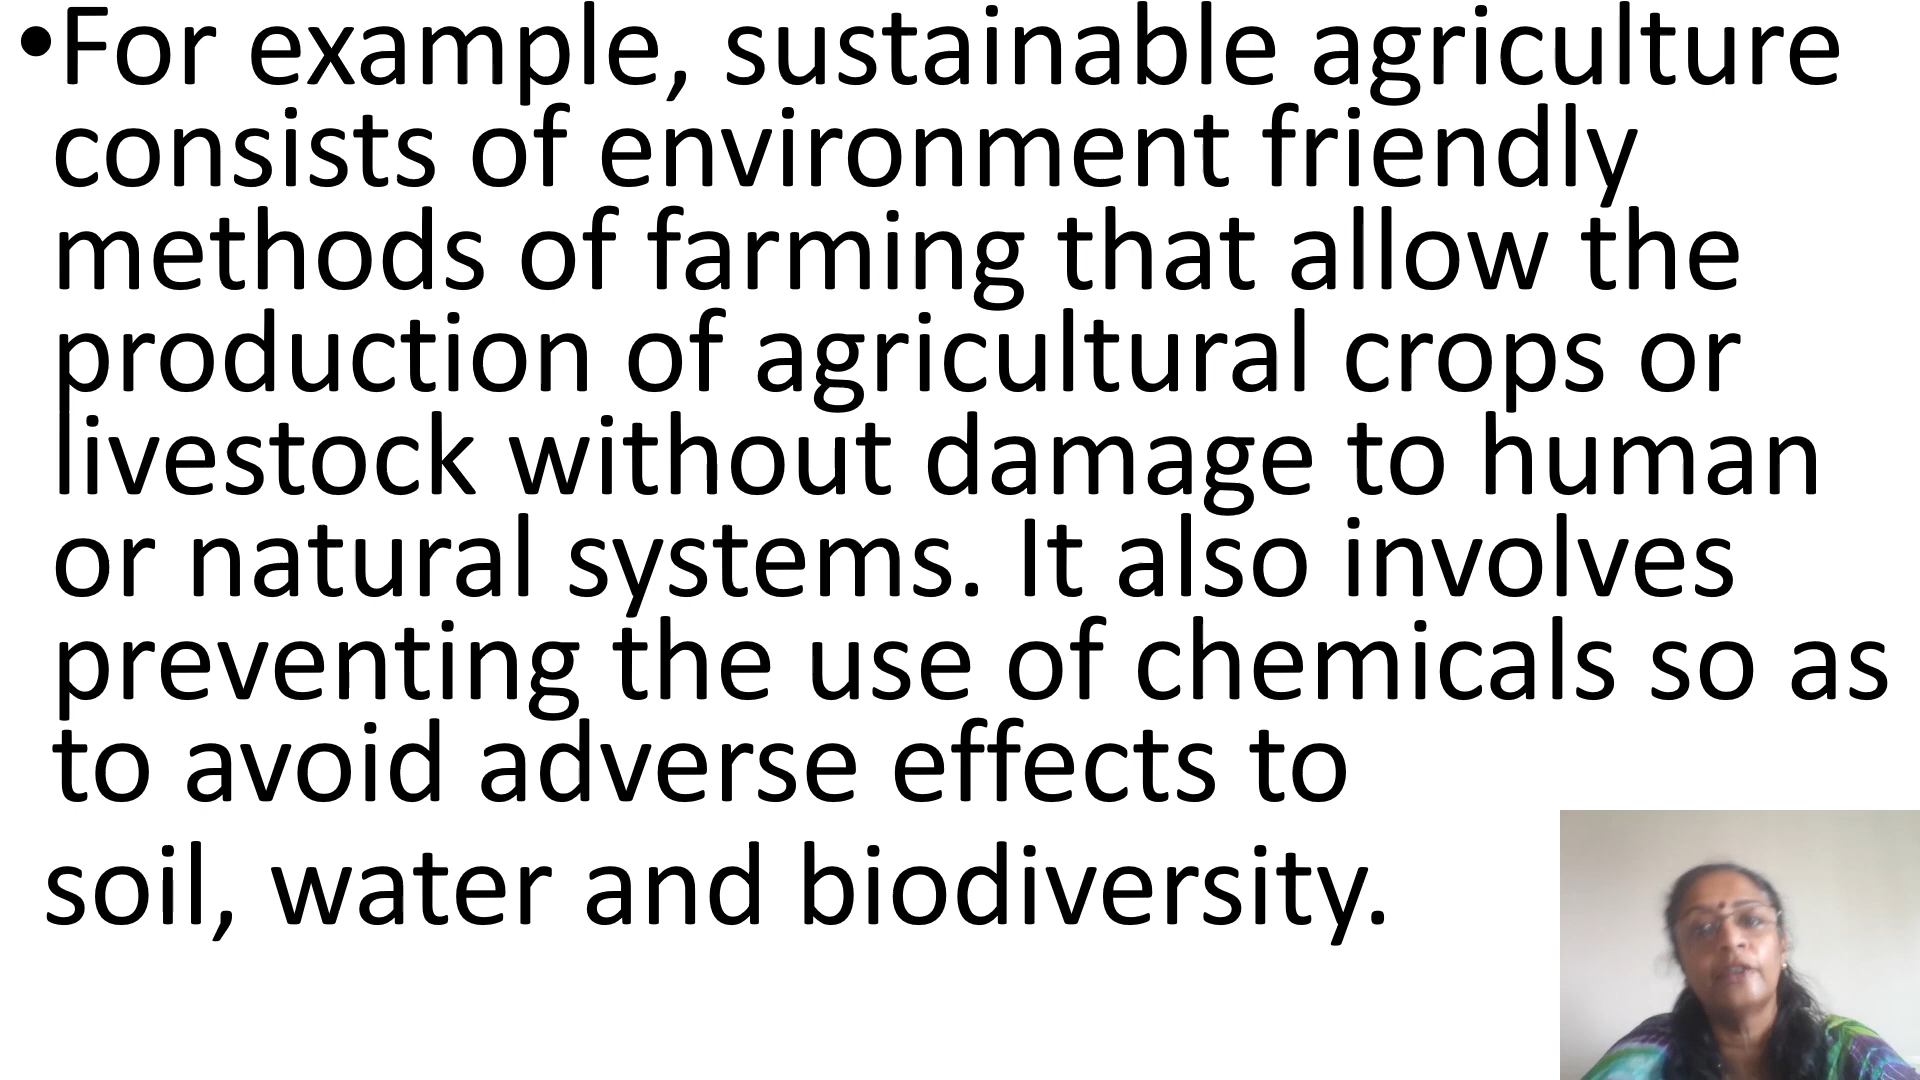 •For example, sustainable agriculture
consists of environment friendly
methods of farming that allow the
production of agricultural crops or
livestock without damage to human
or natural systems. It also involves
preventing the use of chemicals so as
to avoid adverse effects to
soil, water and biodiversity.